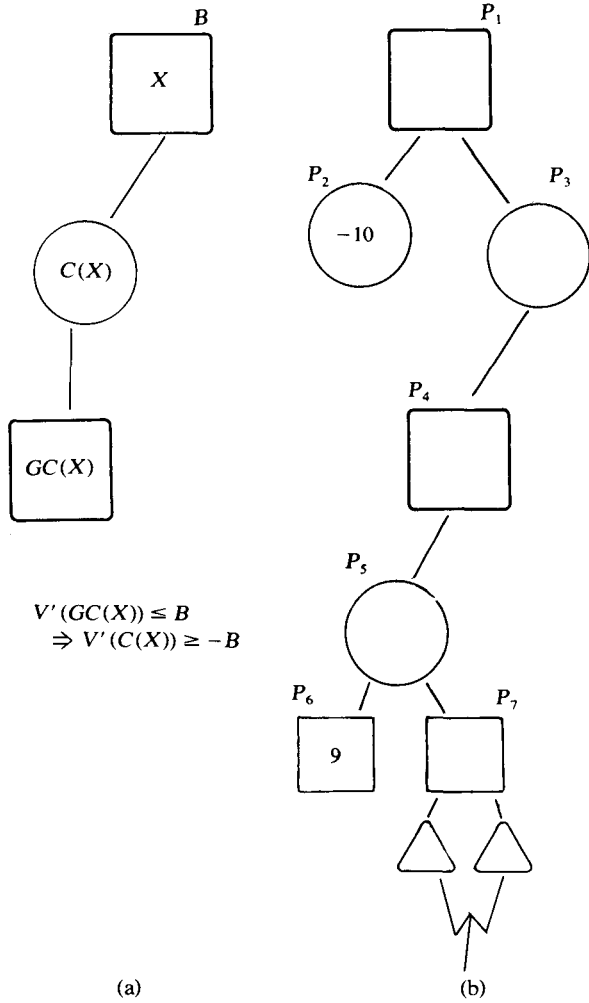 B
X
C(X)
GC(X)
V′(GC(X)) ≤ B
⇒ V′(C(X)) ≥ −B
(a)
P₁
P₂
P₃
−10
P₄
P₅
P₆
P₇
9
(b)